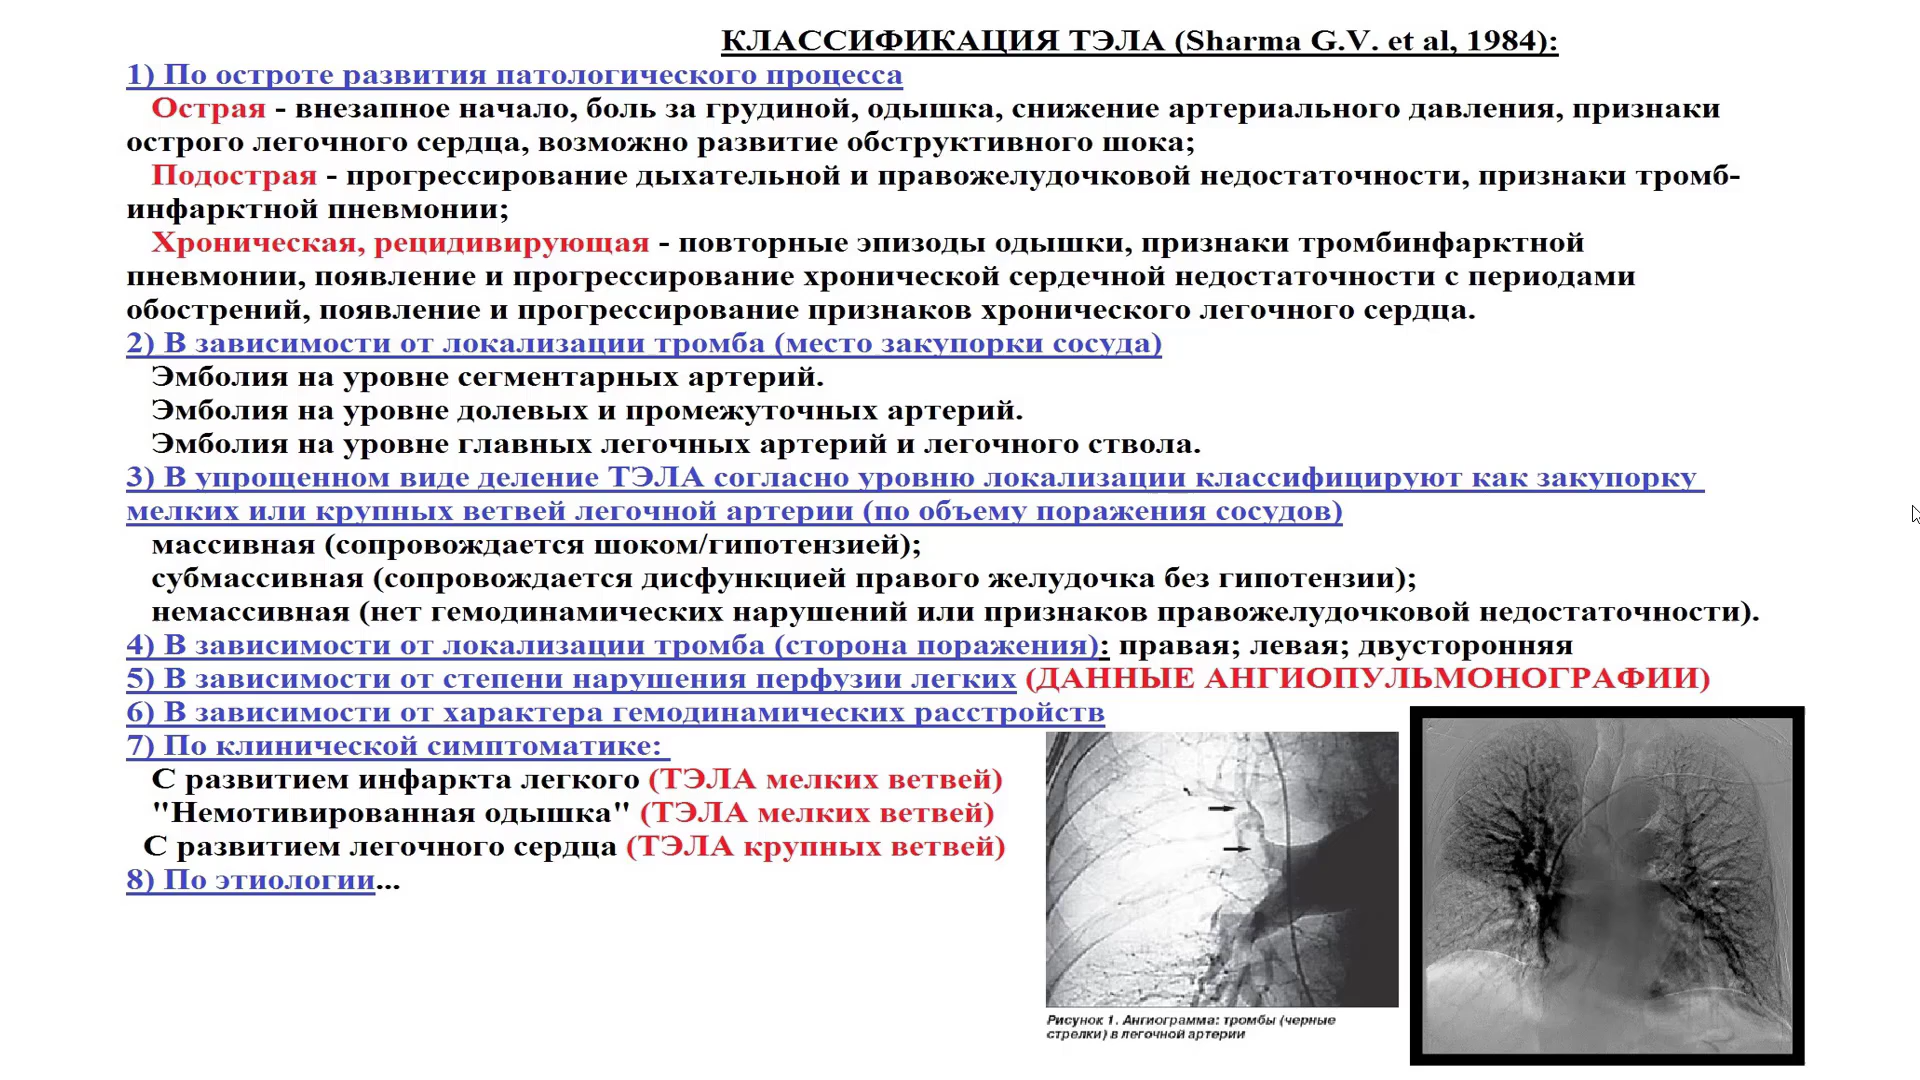 КЛАССИФИКАЦИЯ ТЭЛА (Sharma G.V. et al, 1984):
1) По остроте развития патологического процесса
Острая - внезапное начало, боль за грудиной, одышка, снижение артериального давления, признаки
острого легочного сердца, возможно развитие обструктивного шока;
Подострая - прогрессирование дыхательной и правожелудочковой недостаточности, признаки тромб-
инфарктной пневмонии;
Хроническая, рецидивирующая - повторные эпизоды одышки, признаки тромбинфарктной
пневмонии, появление и прогрессирование хронической сердечной недостаточности с периодами
обострений, появление и прогрессирование признаков хронического легочного сердца.
2) В зависимости от локализации тромба (место закупорки сосуда)
Эмболия на уровне сегментарных артерий.
Эмболия на уровне долевых и промежуточных артерий.
Эмболия на уровне главных легочных артерий и легочного ствола.
3) В упрощенном виде деление ТЭЛА согласно уровню локализации классифицируют как закупорку
мелких или крупных ветвей легочной артерии (по объему поражения сосудов)
массивная (сопровождается шоком/гипотензией);
субмассивная (сопровождается дисфункцией правого желудочка без гипотензии);
немассивная (нет гемодинамических нарушений или признаков правожелудочковой недостаточности).
4) В зависимости от локализации тромба (сторона поражения): правая; левая; двусторонняя
5) В зависимости от степени нарушения перфузии легких (ДАННЫЕ АНГИОПУЛЬМОНОГРАФИИ)
6) В зависимости от характера гемодинамических расстройств
7) По клинической симптоматике:
С развитием инфаркта легкого (ТЭЛА мелких ветвей)
"Немотивированная одышка" (ТЭЛА мелких ветвей)
С развитием легочного сердца (ТЭЛА крупных ветвей)
8) По этиологии...
Рисунок 1. Ангиограмма: тромбы (черные
стрелки) в легочной артерии